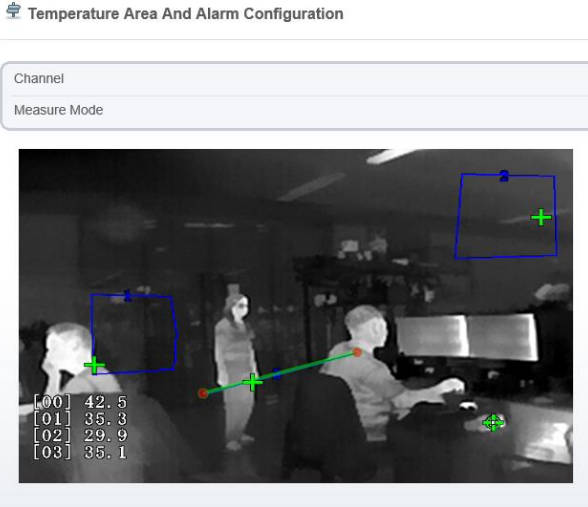 Temperature Area And Alarm Configuration
Channel
Measure Mode
2
1
[00] 42.5
[01] 35.3
[02] 29.9
[03] 35.1